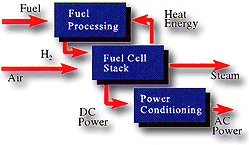 Fuel
Fuel
Processing
Heat
Energy
H2
Air
Fuel Cell
Stack
Steam
DC
Power
Power
Conditioning
AC
Power